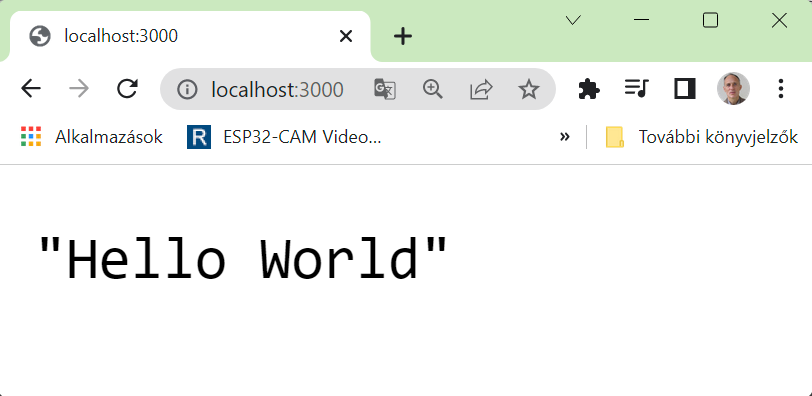 localhost:3000
localhost:3000
Alkalmazások R ESP32-CAM Video... » További könyvjelzők
"Hello World"